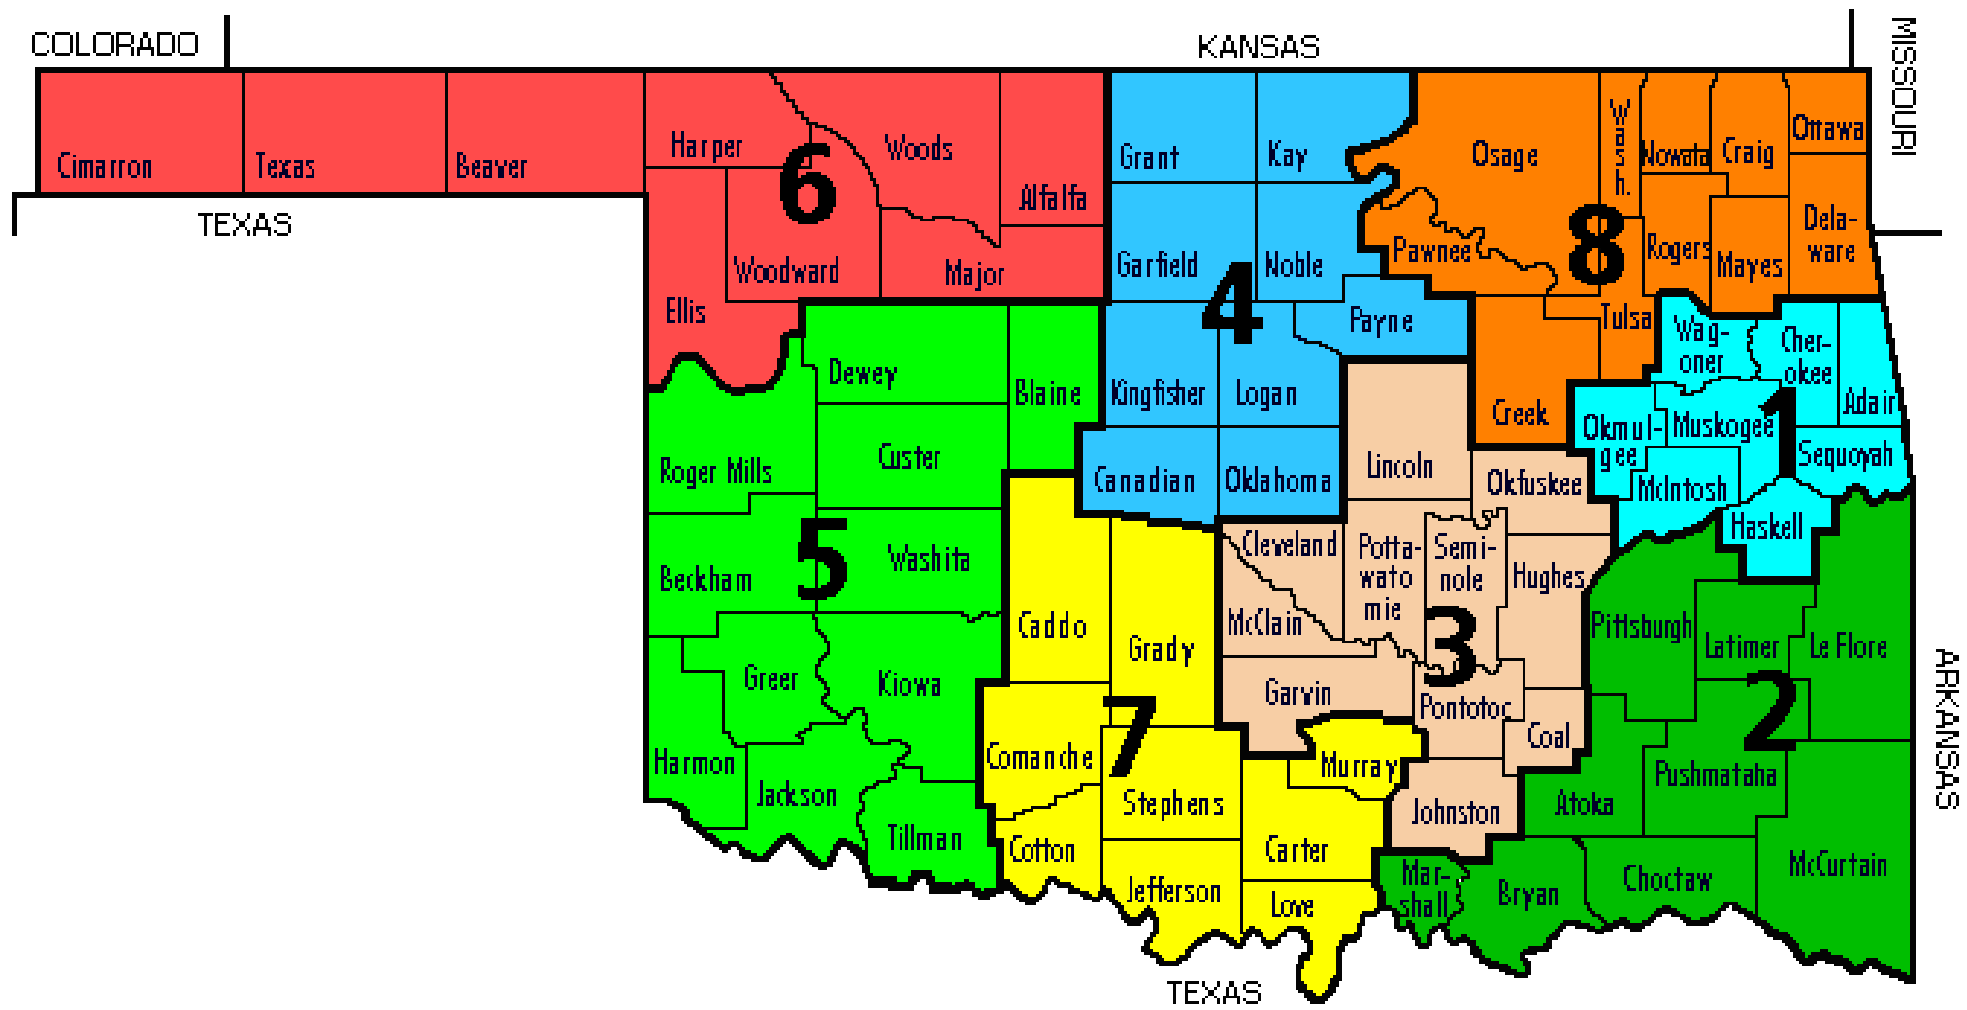 COLORADO
KANSAS
MISSOURI
Cimarron
Texas
Beaver
Harper
Woods
Alfalfa
6
Woodward
Major
Ellis
TEXAS
Grant
Kay
Garfield
Noble
4
Payne
Kingfisher
Logan
Canadian
Oklahoma
Osage
Wash.
Nowata
Craig
Ottawa
8
Pawnee
Rogers
Mayes
Dela-
ware
Tulsa
Creek
Wag-
oner
Cher-
okee
Adair
1
Okmul-
gee
Muskogee
Sequoyah
McIntosh
Haskell
Dewey
Blaine
Roger Mills
Custer
5
Beckham
Washita
Greer
Kiowa
Harmon
Jackson
Tillman
Caddo
Grady
7
Comanche
Stephens
Murray
Cotton
Carter
Jefferson
Love
Lincoln
Okfuskee
Cleveland
Potta-
wato
mie
Semi-
nole
Hughes
McClain
3
Garvin
Pontotoc
Coal
Johnston
Pittsburgh
Latimer
Le Flore
2
Pushmataha
Atoka
Mar-
shall
Bryan
Choctaw
McCurtain
ARKANSAS
TEXAS